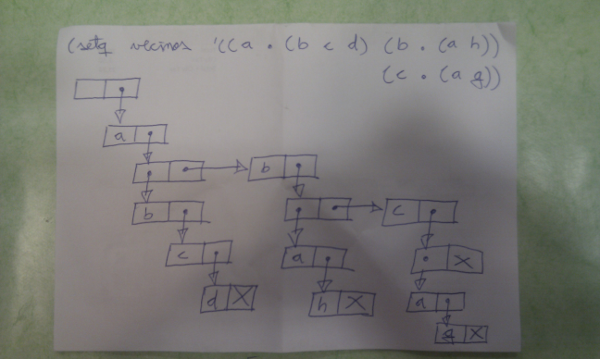 (setq vecinos '((a . (b c d) (b . (a h))
(c . (a g))
a
b
b
c
c
a
a
d
h
g